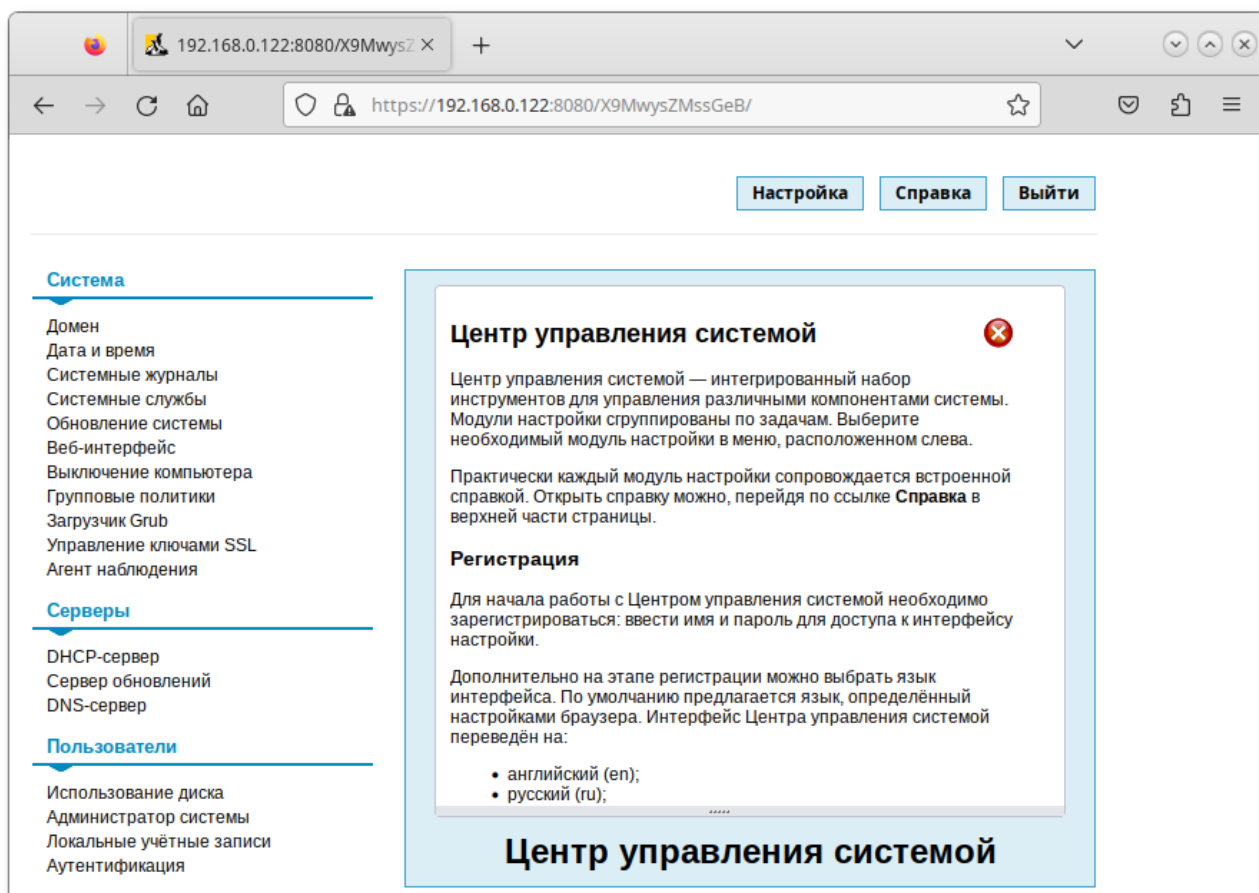 192.168.0.122:8080/X9MwysZ
https://192.168.0.122:8080/X9MwysZMssGeB/
Настройка
Справка
Выйти
Система
Домен
Дата и время
Системные журналы
Системные службы
Обновление системы
Веб-интерфейс
Выключение компьютера
Групповые политики
Загрузчик Grub
Управление ключами SSL
Агент наблюдения
Серверы
DHCP-сервер
Сервер обновлений
DNS-сервер
Пользователи
Использование диска
Администратор системы
Локальные учётные записи
Аутентификация
Центр управления системой
Центр управления системой — интегрированный набор
инструментов для управления различными компонентами системы.
Модули настройки сгруппированы по задачам. Выберите
необходимый модуль настройки в меню, расположенном слева.
Практически каждый модуль настройки сопровождается встроенной
справкой. Открыть справку можно, перейдя по ссылке Справка в
верхней части страницы.
Регистрация
Для начала работы с Центром управления системой необходимо
зарегистрироваться: ввести имя и пароль для доступа к интерфейсу
настройки.
Дополнительно на этапе регистрации можно выбрать язык
интерфейса. По умолчанию предлагается язык, определённый
настройками браузера. Интерфейс Центра управления системой
переведён на:
• английский (en);
• русский (ru);
Центр управления системой